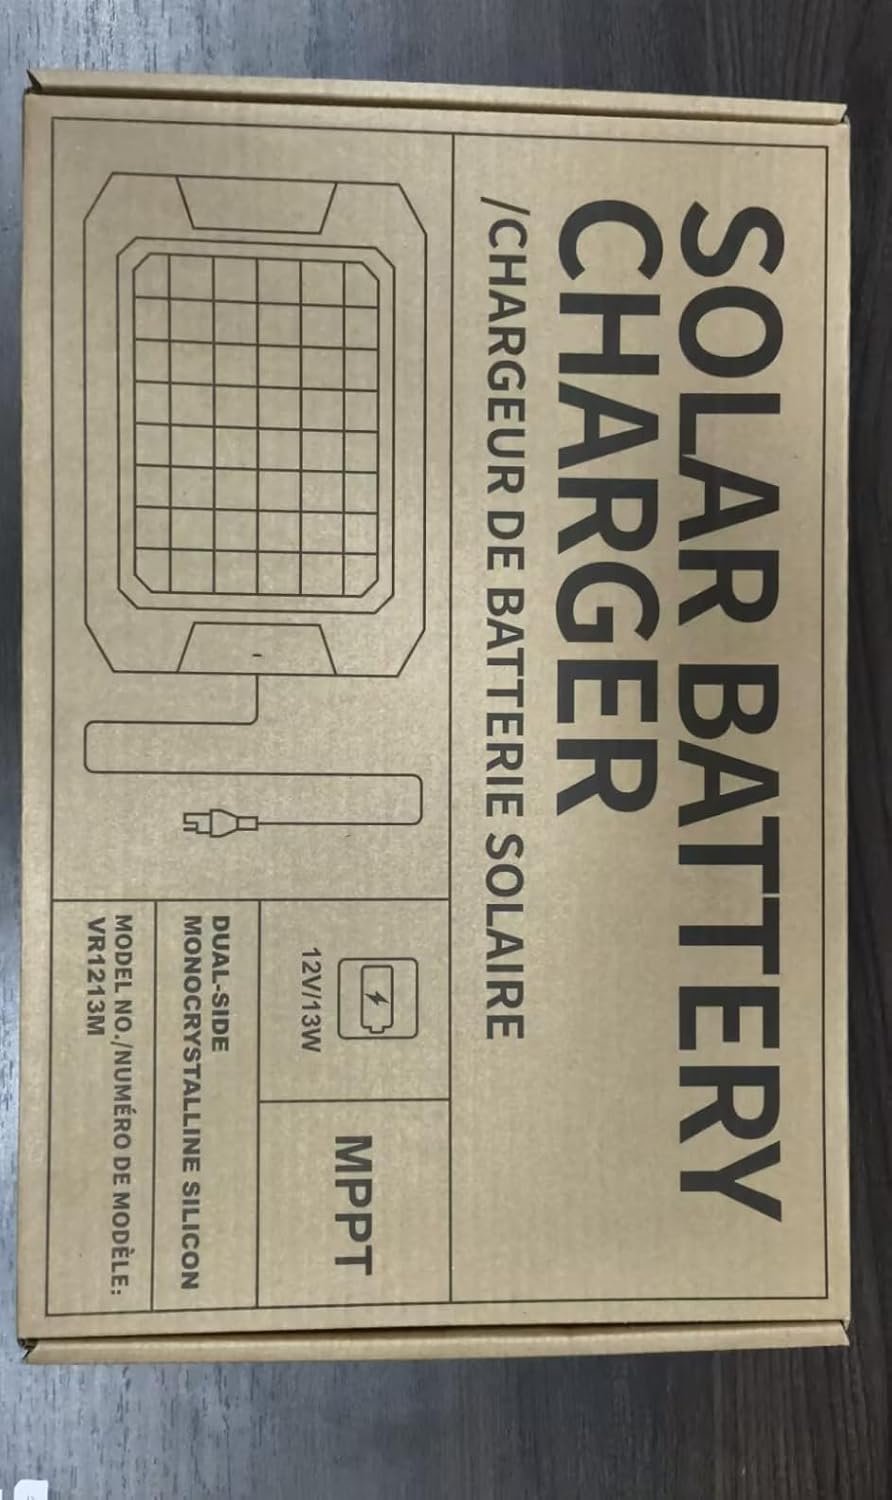 SOLAR BATTERY
CHARGER
/CHARGEUR DE BATTERIE SOLAIRE
12V/13W
MPPT
DUAL-SIDE
MONOCRYSTALLINE SILICON
MODEL NO./NUMÉRO DE MODÈLE:
VR1213M